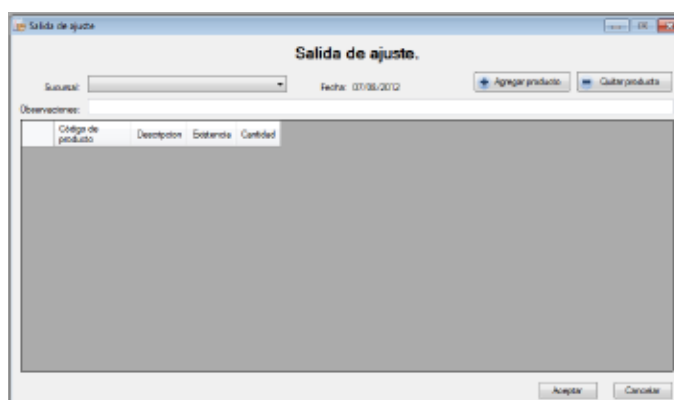 Salida de ajuste
Salida de ajuste.
Sucursal: Fecha: 07/08/2012 Agregar producto Quitar producto
Observaciones:
Código de producto Descripcion Existencia Cantidad
Aceptar Cancelar